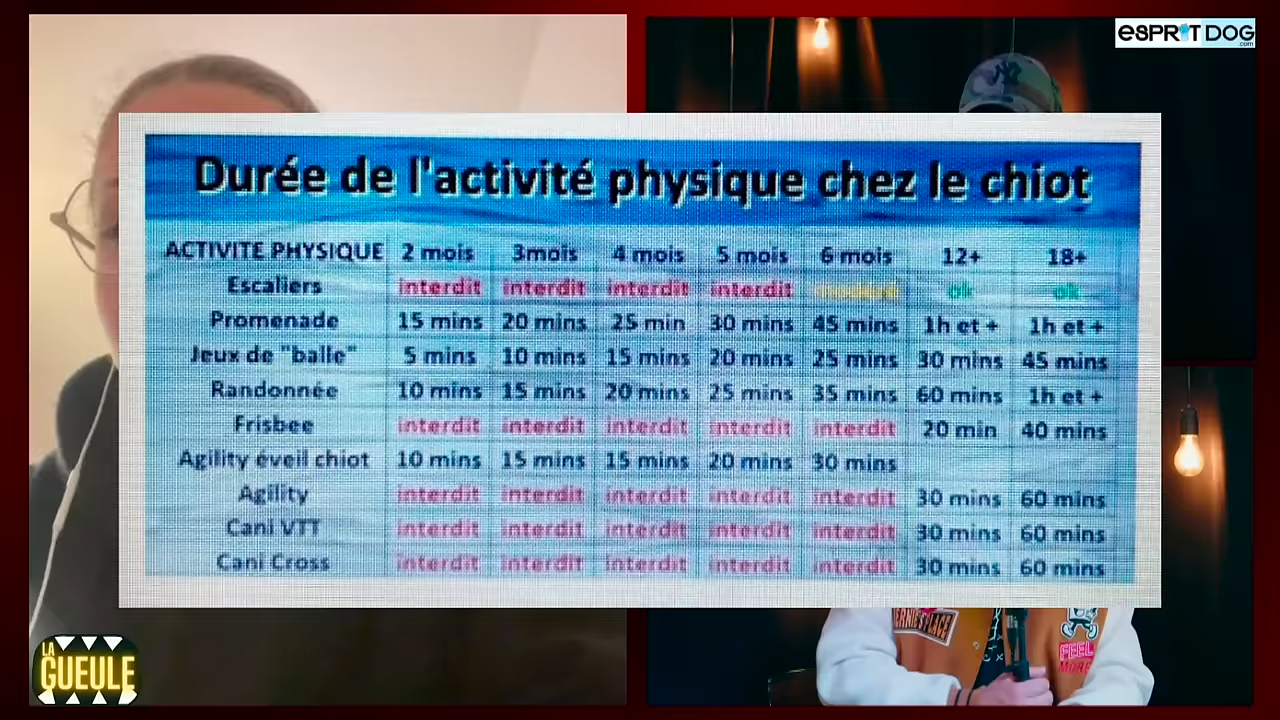 ESPRIT DOG
.com
Durée de l'activité physique chez le chiot
ACTIVITE PHYSIQUE 2 mois 3mois 4 mois 5 mois 6 mois 12+ 18+
Escaliers interdit interdit interdit interdit ok ok
Promenade 15 mins 20 mins 25 min 30 mins 45 mins 1h et + 1h et +
Jeux de "balle" 5 mins 10 mins 15 mins 20 mins 25 mins 30 mins 45 mins
Randonnée 10 mins 15 mins 20 mins 25 mins 35 mins 60 mins 1h et +
Frisbee interdit interdit interdit interdit interdit 20 min 40 mins
Agility éveil chiot 10 mins 15 mins 15 mins 20 mins 30 mins
Agility interdit interdit interdit interdit interdit 30 mins 60 mins
Cani VTT interdit interdit interdit interdit interdit 30 mins 60 mins
Cani Cross interdit interdit interdit interdit interdit 30 mins 60 mins
LA
GUEULE
FEEL
MORE